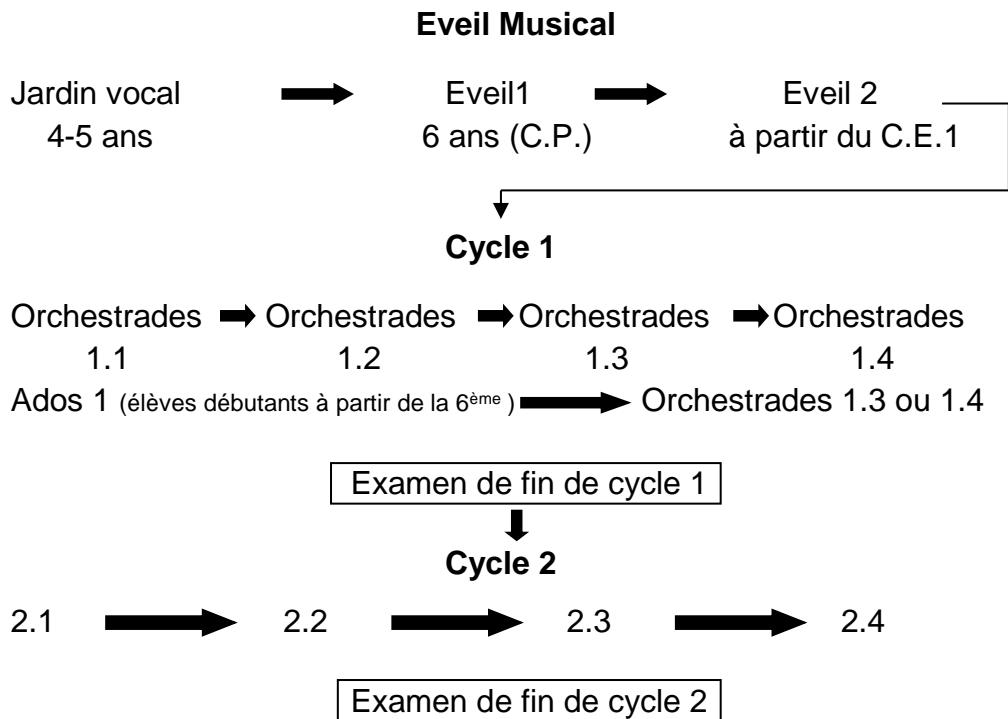 Eveil Musical
Jardin vocal Eveil1 Eveil 2
4-5 ans 6 ans (C.P.) à partir du C.E.1
Cycle 1
Orchestrades Orchestrades Orchestrades Orchestrades
1.1 1.2 1.3 1.4
Ados 1 (élèves débutants à partir de la 6ème ) Orchestrades 1.3 ou 1.4
Examen de fin de cycle 1
Cycle 2
2.1 2.2 2.3 2.4
Examen de fin de cycle 2